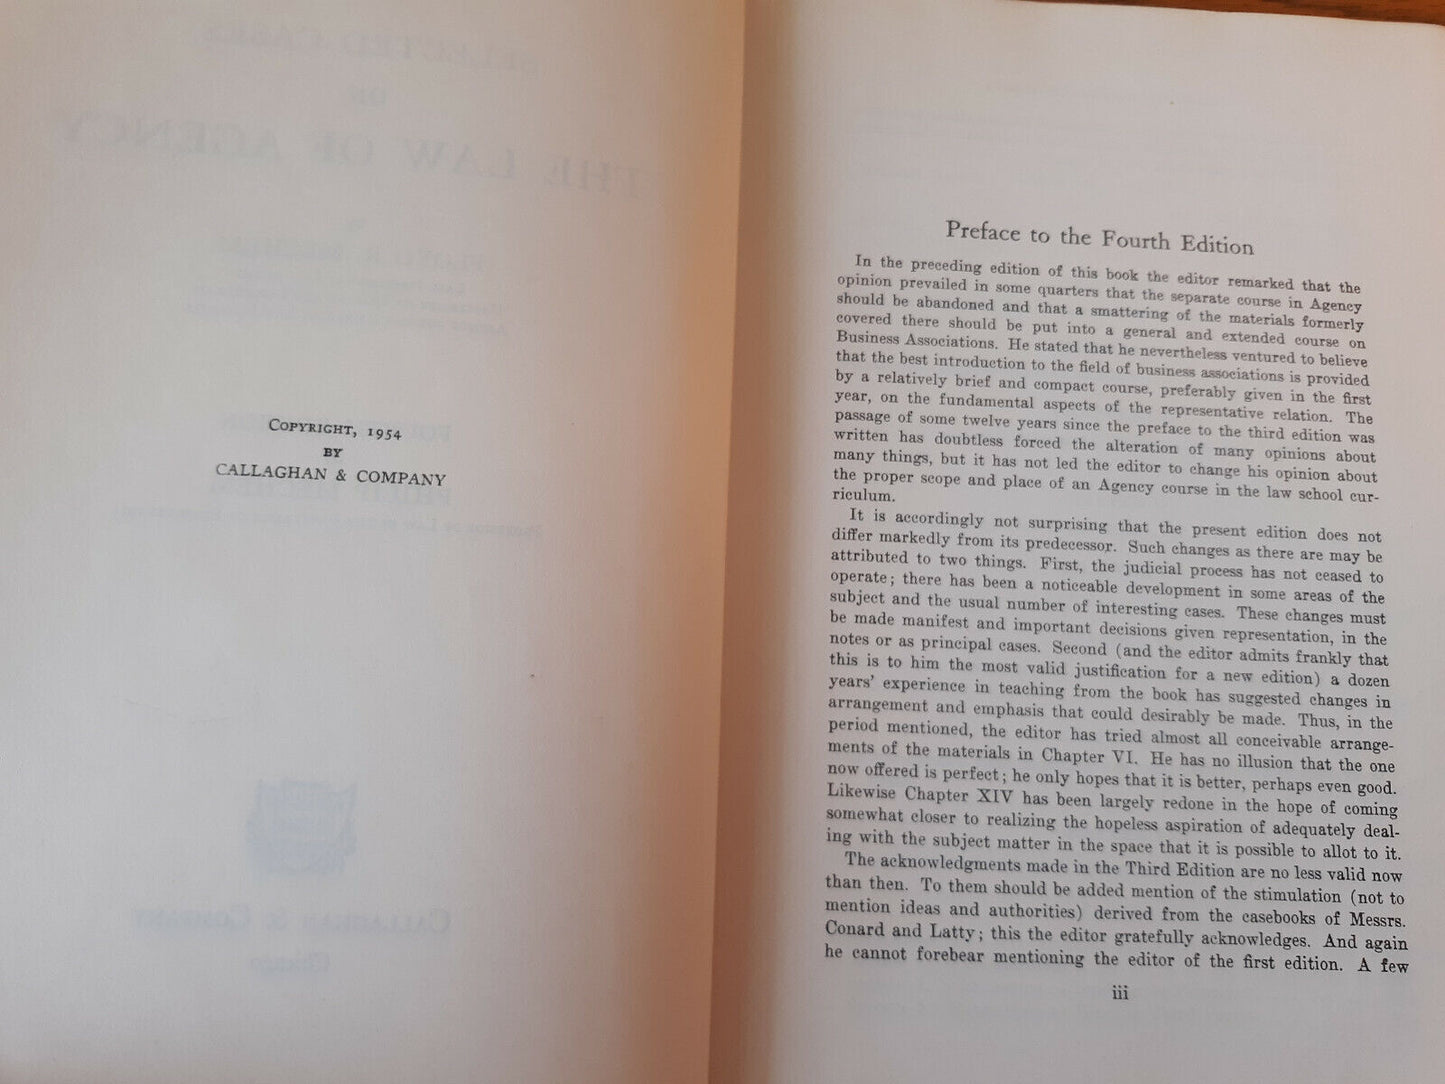 SELECTED CASES
ON
THE LAW OF AGENCY
COPYRIGHT, 1954
BY
CALLAGHAN & COMPANY
CALLAGHAN & COMPANY
Chicago
Preface to the Fourth Edition
In the preceding edition of this book the editor remarked that the
opinion prevailed in some quarters that the separate course in Agency
should be abandoned and that a smattering of the materials formerly
covered there should be put into a general and extended course on
Business Associations. He stated that he nevertheless ventured to believe
that the best introduction to the field of business associations is provided
by a relatively brief and compact course, preferably given in the first
year, on the fundamental aspects of the representative relation. The
passage of some twelve years since the preface to the third edition was
written has doubtless forced the alteration of many opinions about
many things, but it has not led the editor to change his opinion about
the proper scope and place of an Agency course in the law school cur-
riculum.
It is accordingly not surprising that the present edition does not
differ markedly from its predecessor. Such changes as there are may be
attributed to two things. First, the judicial process has not ceased to
operate; there has been a noticeable development in some areas of the
subject and the usual number of interesting cases. These changes must
be made manifest and important decisions given representation, in the
notes or as principal cases. Second (and the editor admits frankly that
this is to him the most valid justification for a new edition) a dozen
years' experience in teaching from the book has suggested changes in
arrangement and emphasis that could desirably be made. Thus, in the
period mentioned, the editor has tried almost all conceivable arrange-
ments of the materials in Chapter VI. He has no illusion that the one
now offered is perfect; he only hopes that it is better, perhaps even good.
Likewise Chapter XIV has been largely redone in the hope of coming
somewhat closer to realizing the hopeless aspiration of adequately deal-
ing with the subject matter in the space that it is possible to allot to it.
The acknowledgments made in the Third Edition are no less valid now
than then. To them should be added mention of the stimulation (not to
mention ideas and authorities) derived from the casebooks of Messrs.
Conard and Latty; this the editor gratefully acknowledges. And again
he cannot forebear mentioning the editor of the first edition. A few
iii